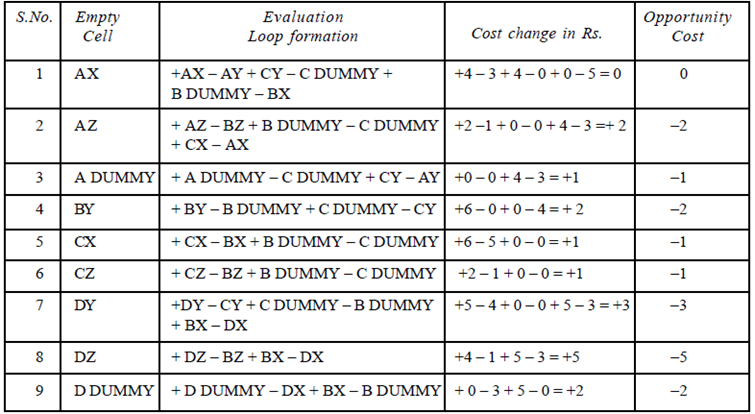 S.No. Empty Cell Evaluation Loop formation Cost change in Rs. Opportunity Cost
1 AX +AX – AY + CY – C DUMMY + +4 – 3 + 4 – 0 + 0 – 5 = 0 0
B DUMMY – BX
2 AZ + AZ – BZ + B DUMMY – C DUMMY +2 –1 + 0 – 0 + 4 – 3 =+ 2 –2
+ CX – AX
3 A DUMMY + A DUMMY – C DUMMY + CY – AY +0 – 0 + 4 – 3 = +1 –1
4 BY + BY – B DUMMY + C DUMMY – CY +6 – 0 + 0 – 4 = + 2 –2
5 CX + CX – BX + B DUMMY – C DUMMY +6 – 5 + 0 – 0 = +1 –1
6 CZ + CZ – BZ + B DUMMY – C DUMMY +2 – 1 + 0 – 0 = +1 –1
7 DY +DY – CY + C DUMMY – B DUMMY +5 – 4 + 0 – 0 + 5 – 3 = +3 –3
+ BX – DX
8 DZ + DZ – BZ + BX – DX +4 – 1 + 5 – 3 = +5 –5
9 D DUMMY + D DUMMY – DX + BX – B DUMMY + 0 – 3 + 5 – 0 = +2 –2